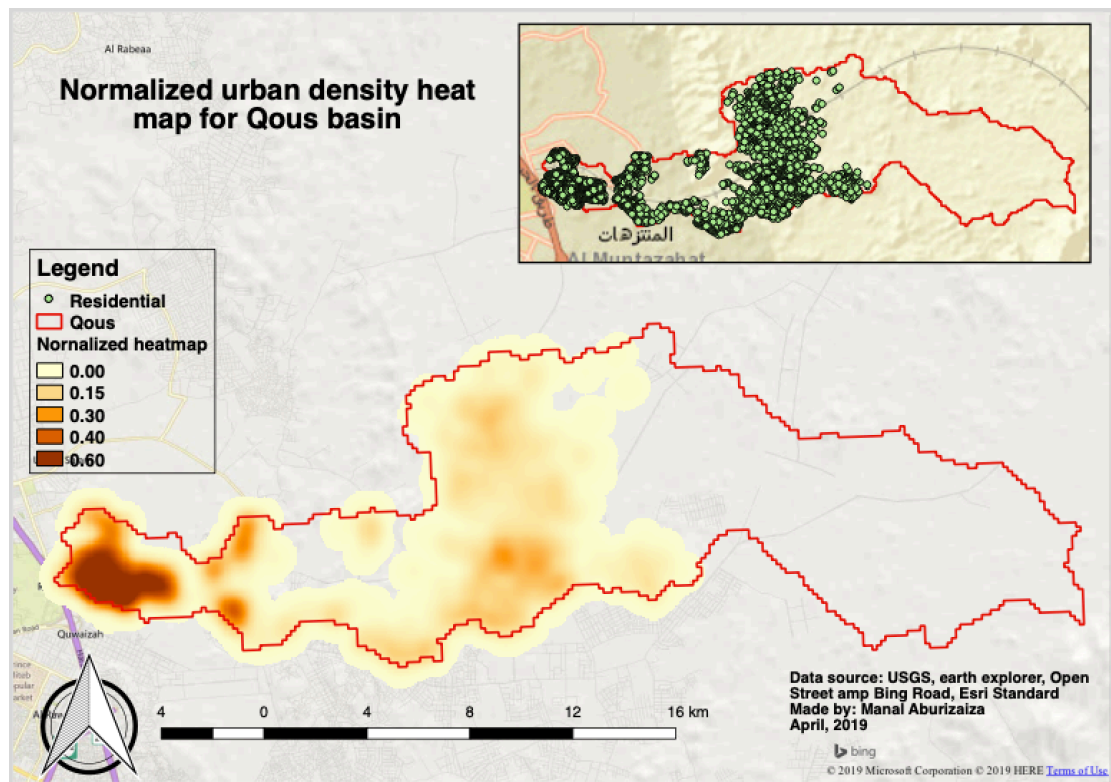 Al Rabeaa
Normalized urban density heat
map for Qous basin
المنتزهات
Al Muntazahat
Legend
Residential
Qous
Nornalized heatmap
0.00
0.15
0.30
0.40
0.60
Quwaizah
4 0 4 8 12 16 km
Data source: USGS, earth explorer, Open
Street amp Bing Road, Esri Standard
Made by: Manal Aburizaiza
April, 2019
bing
© 2019 Microsoft Corporation © 2019 HERE Terms of Use